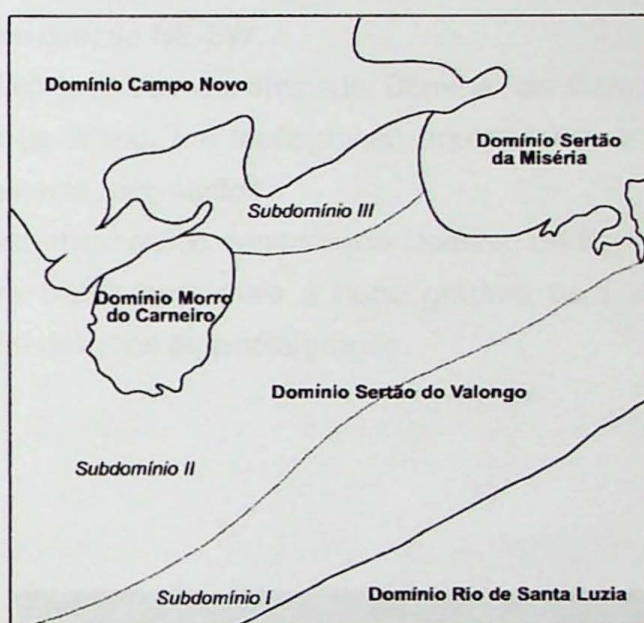 Domínio Campo Novo
Domínio Sertão
da Miséria
Subdomínio III
Domínio Morro
do Carneiro
Domínio Sertão do Valongo
Subdomínio II
Subdomínio I
Domínio Rio de Santa Luzia